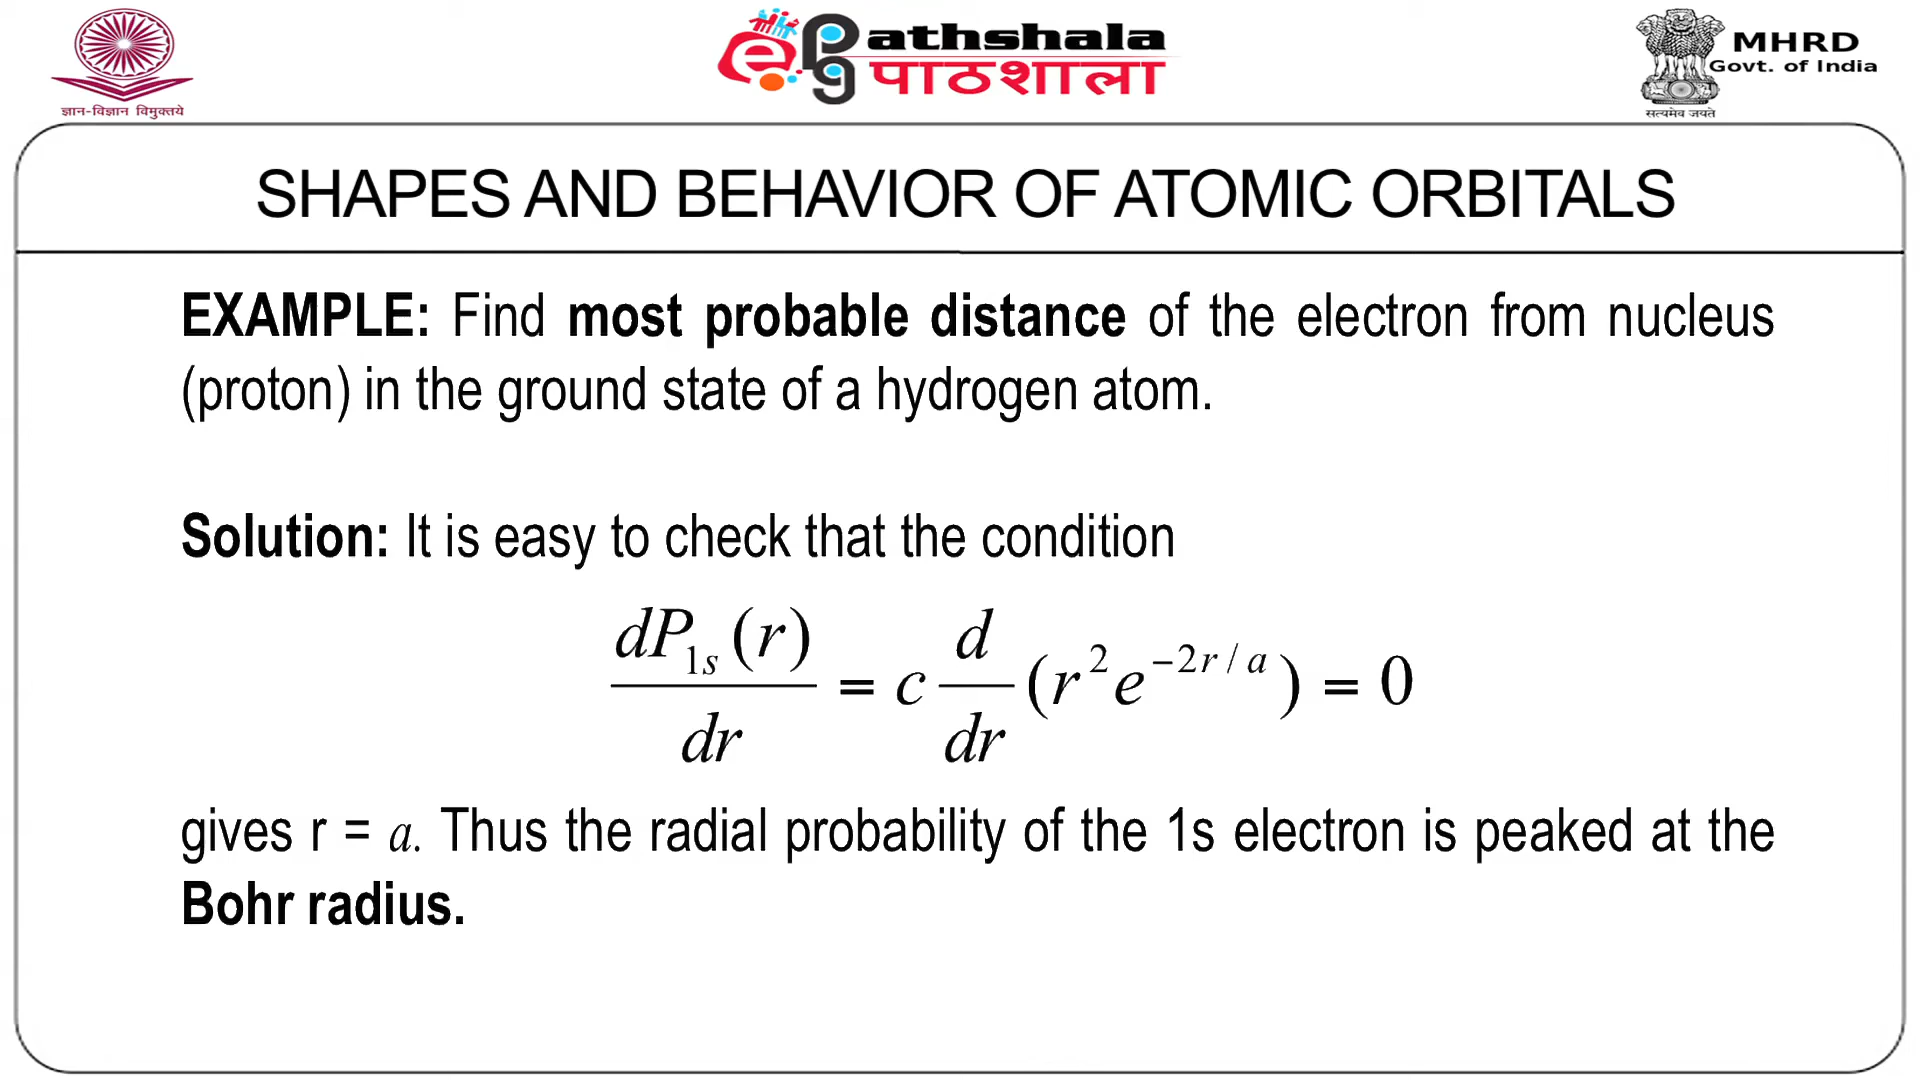 ज्ञान-विज्ञान विमुक्तये
e pg athshala
पाठशाला
MHRD
Govt. of India
सत्यमेव जयते
SHAPES AND BEHAVIOR OF ATOMIC ORBITALS
EXAMPLE: Find most probable distance of the electron from nucleus
(proton) in the ground state of a hydrogen atom.
Solution: It is easy to check that the condition
dP_{1s}(r)/dr = c d/dr (r^2 e^{-2r/a}) = 0
gives r = a. Thus the radial probability of the 1s electron is peaked at the
Bohr radius.